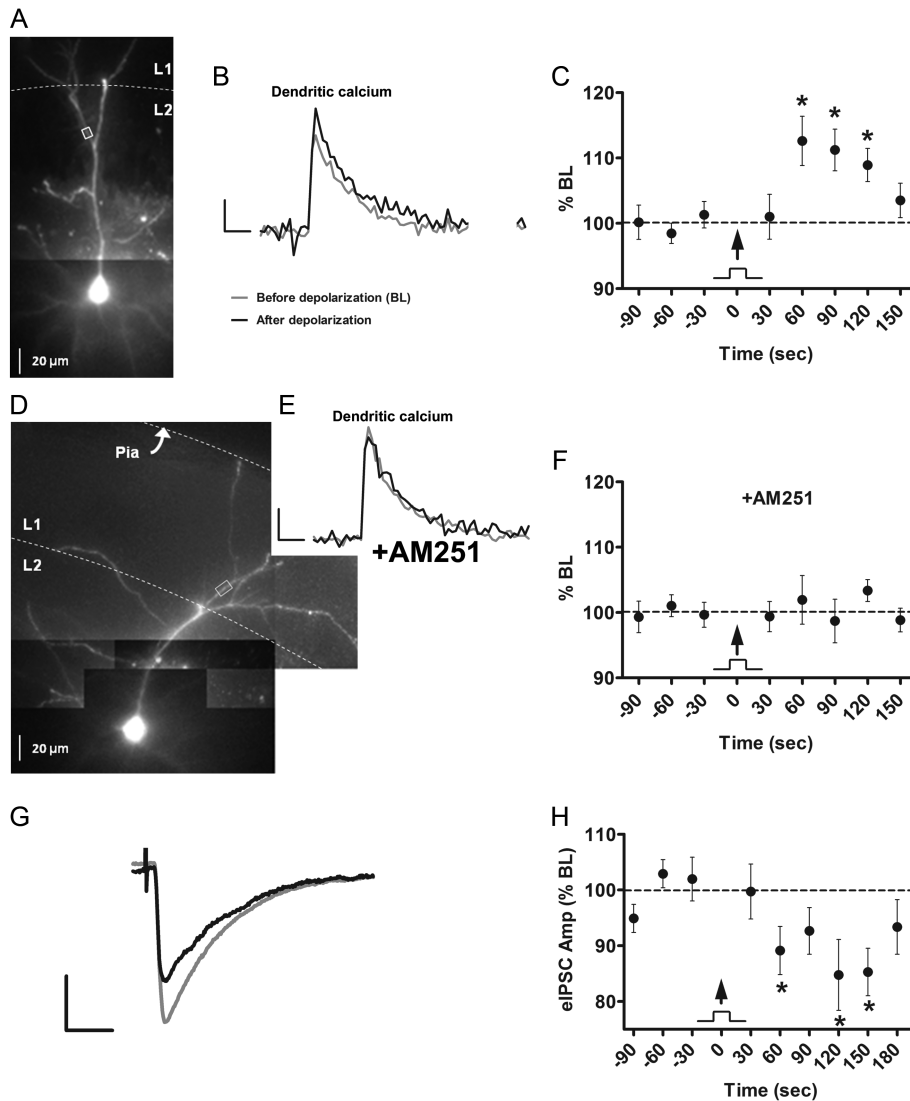 A
L1
L2
20 µm
B
Dendritic calcium
Before depolarization (BL)
After depolarization
C
120
110
100
90
% BL
* * *
-90 -60 -30 0 30 60 90 120 150
Time (sec)
D
Pia
L1
L2
20 µm
E
Dendritic calcium
+AM251
F
+AM251
120
110
100
90
% BL
-90 -60 -30 0 30 60 90 120 150
Time (sec)
G
H
110
100
90
80
eIPSC Amp (% BL)
* * *
-90 -60 -30 0 30 60 90 120 150 180
Time (sec)